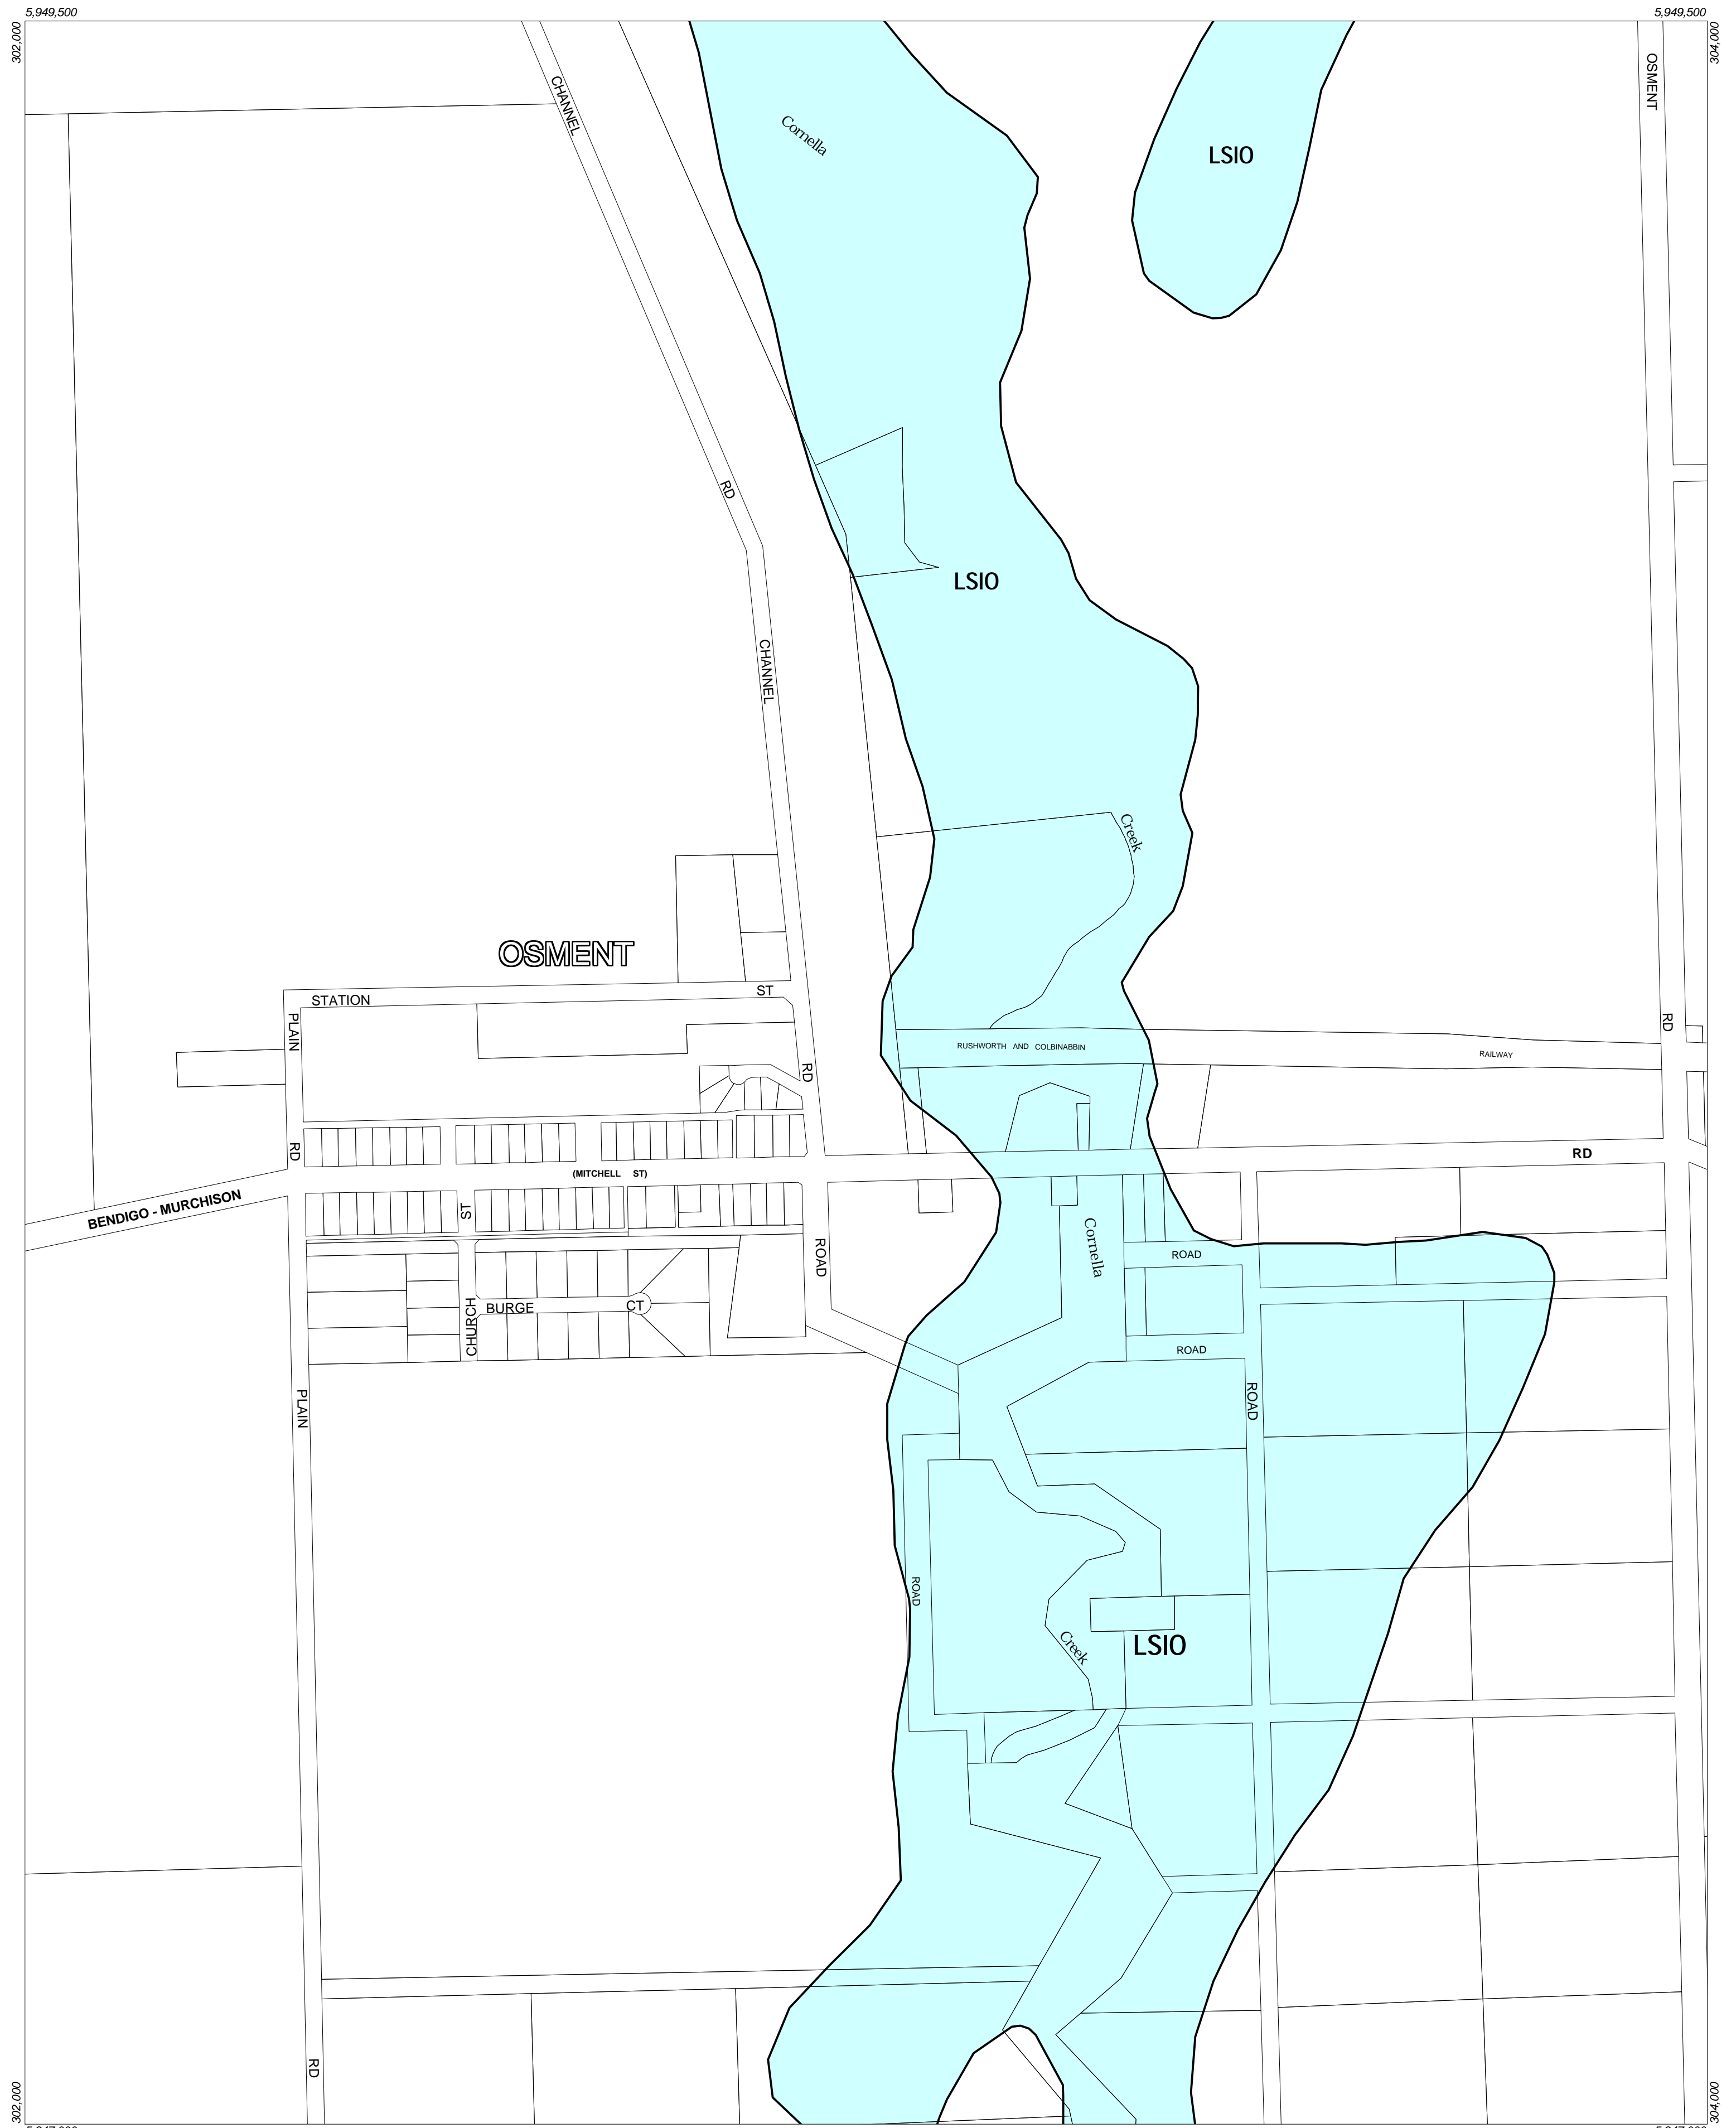 5,949,500
5,949,500
302,000
304,000
CHANNEL
OSMENT
Cornella
LSIO
RD
LSIO
CHANNEL
Creek
OSMENT
STATION
ST
PLAIN
RD
RUSHWORTH AND COLBINABBIN
RAILWAY
RD
RD
RD
(MITCHELL ST)
BENDIGO - MURCHISON
ST
ROAD
Cornella
ROAD
BURGE
CT
CHURCH
ROAD
PLAIN
ROAD
ROAD
Creek
LSIO
RD
302,000
304,000